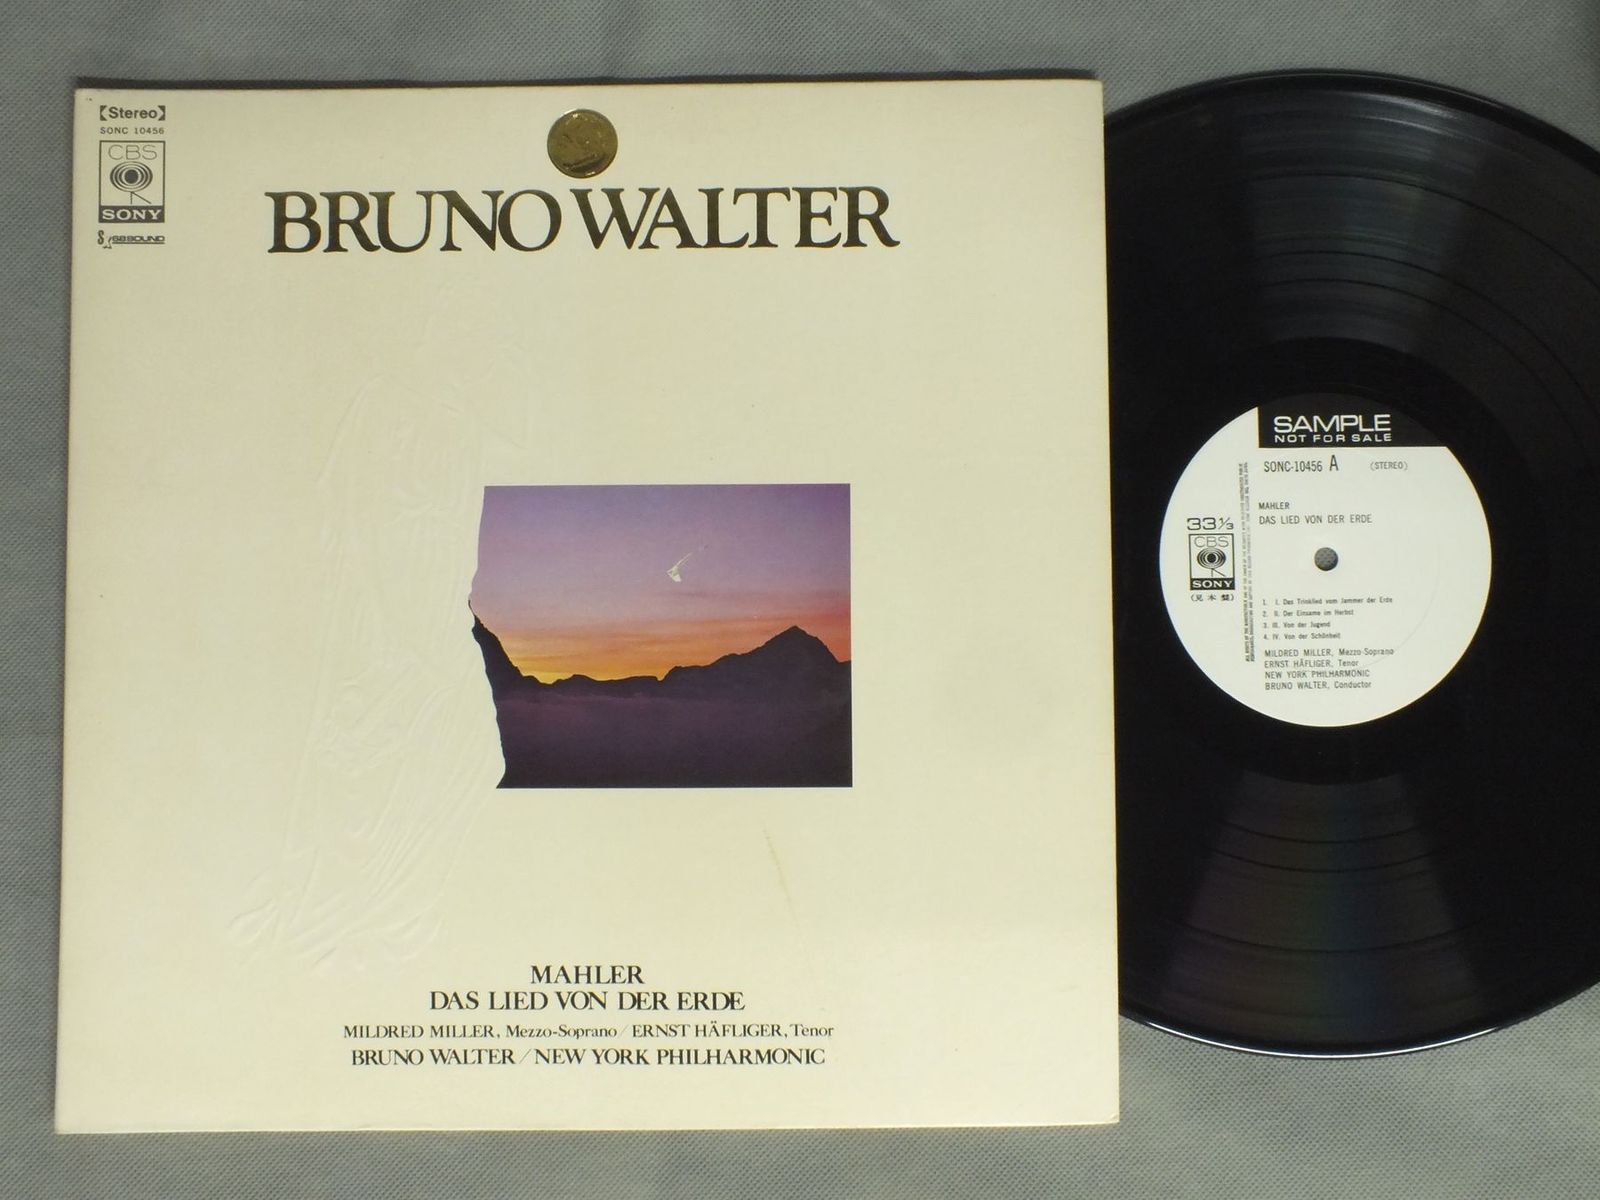 【Stereo】
SONC 10456
CBS
SONY
BRUNO WALTER
MAHLER
DAS LIED VON DER ERDE
MILDRED MILLER, Mezzo-Soprano / ERNST HÄFLIGER, Tenor
BRUNO WALTER / NEW YORK PHILHARMONIC
SAMPLE
NOT FOR SALE
SONC-10456 A (STEREO)
MAHLER
DAS LIED VON DER ERDE
33 1/3
CBS
SONY
(見本盤)
1. I. Das Trinklied vom Jammer der Erde
2. II. Der Einsame im Herbst
3. III. Von der Jugend
4. IV. Von der Schönheit
MILDRED MILLER, Mezzo-Soprano
ERNST HÄFLIGER, Tenor
NEW YORK PHILHARMONIC
BRUNO WALTER, Conductor